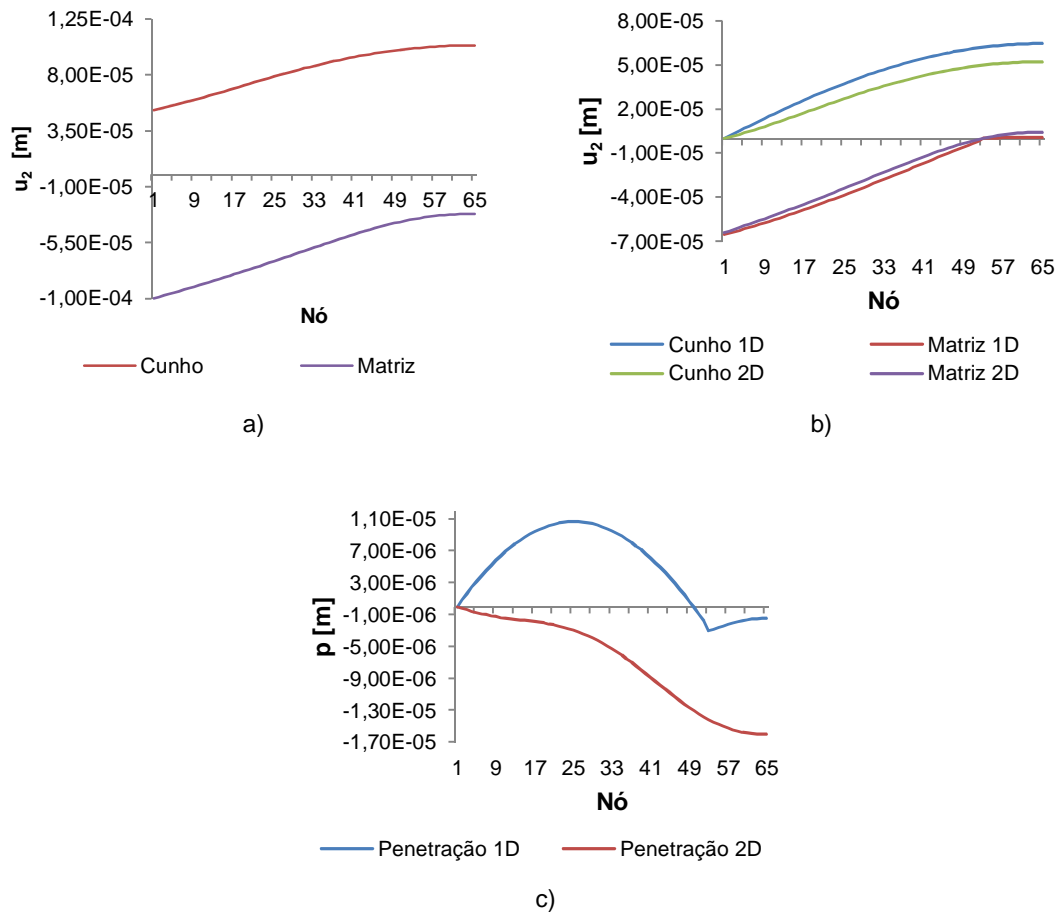 1,25E-04
8,00E-05
3,50E-05
-1,00E-05
-5,50E-05
-1,00E-04
u2 [m]
1 9 17 25 33 41 49 57 65
Nó
Cunho Matriz
a)
8,00E-05
5,00E-05
2,00E-05
-1,00E-05
-4,00E-05
-7,00E-05
u2 [m]
1 9 17 25 33 41 49 57 65
Nó
Cunho 1D Matriz 1D
Cunho 2D Matriz 2D
b)
1,10E-05
7,00E-06
3,00E-06
-1,00E-06
-5,00E-06
-9,00E-06
-1,30E-05
-1,70E-05
p [m]
1 9 17 25 33 41 49 57 65
Nó
Penetração 1D Penetração 2D
c)